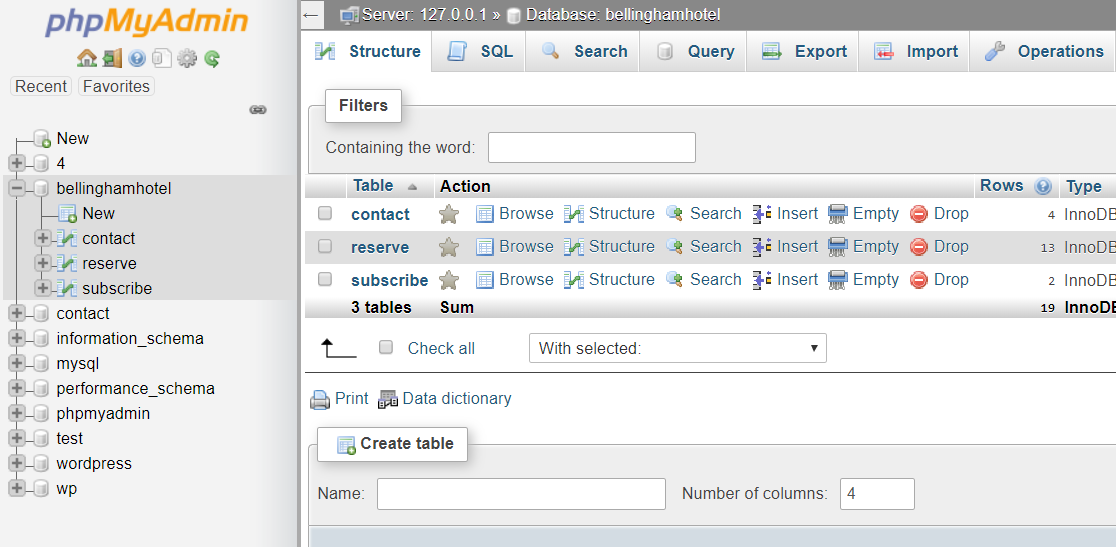 phpMyAdmin
Recent Favorites
New
4
bellinghamhotel
New
contact
reserve
subscribe
contact
information_schema
mysql
performance_schema
phpmyadmin
test
wordpress
wp
Server: 127.0.0.1 » Database: bellinghamhotel
Structure SQL Search Query Export Import Operations
Filters
Containing the word:
Table Action Rows Type
contact Browse Structure Search Insert Empty Drop 4 InnoDB
reserve Browse Structure Search Insert Empty Drop 13 InnoDB
subscribe Browse Structure Search Insert Empty Drop 2 InnoDB
3 tables Sum 19 InnoDB
Check all With selected:
Print Data dictionary
Create table
Name: Number of columns: 4